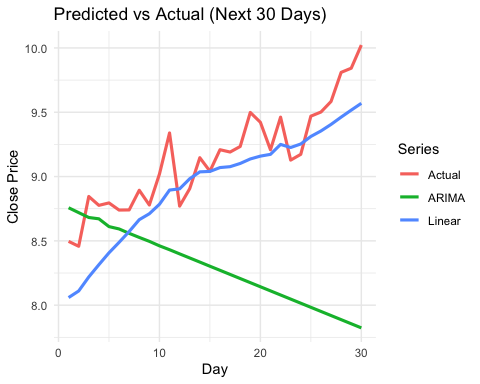 Predicted vs Actual (Next 30 Days)
10.0
9.5
9.0
8.5
8.0
Close Price
0 10 20 30
Day
Series
Actual
ARIMA
Linear